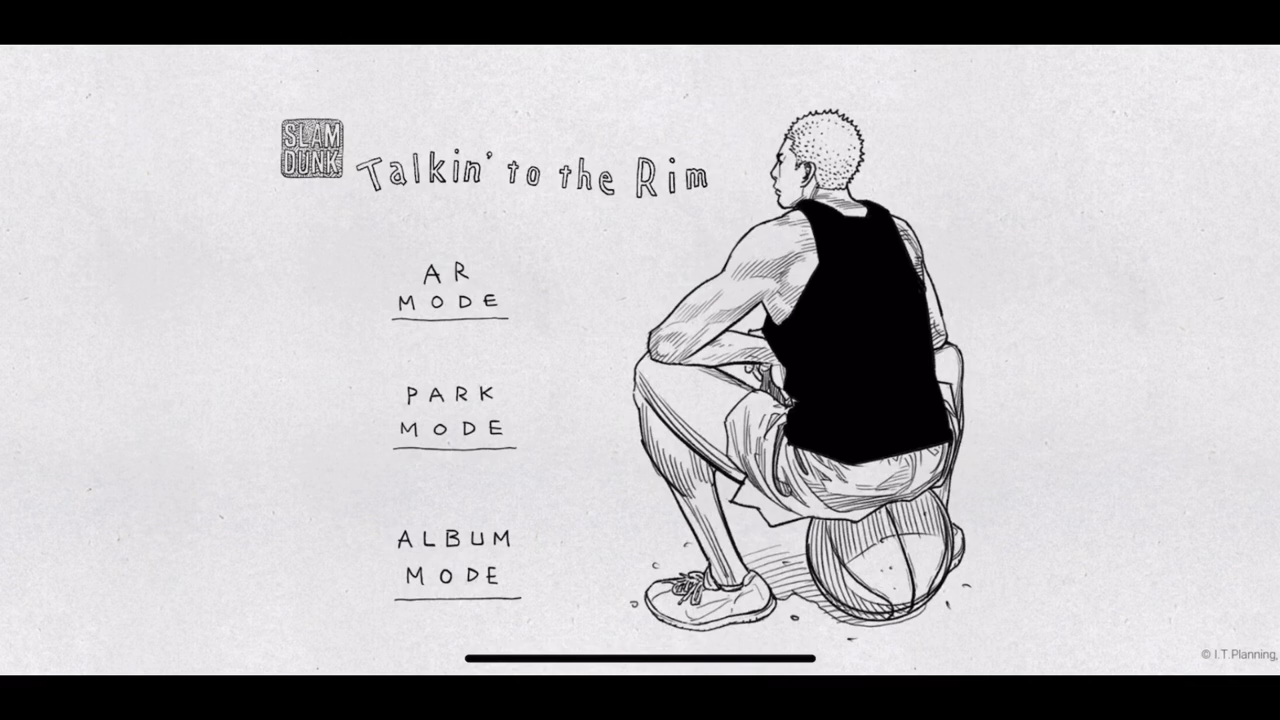 SLAM
DUNK
Talkin' to the Rim
AR
MODE
PARK
MODE
ALBUM
MODE
© I.T.Planning,